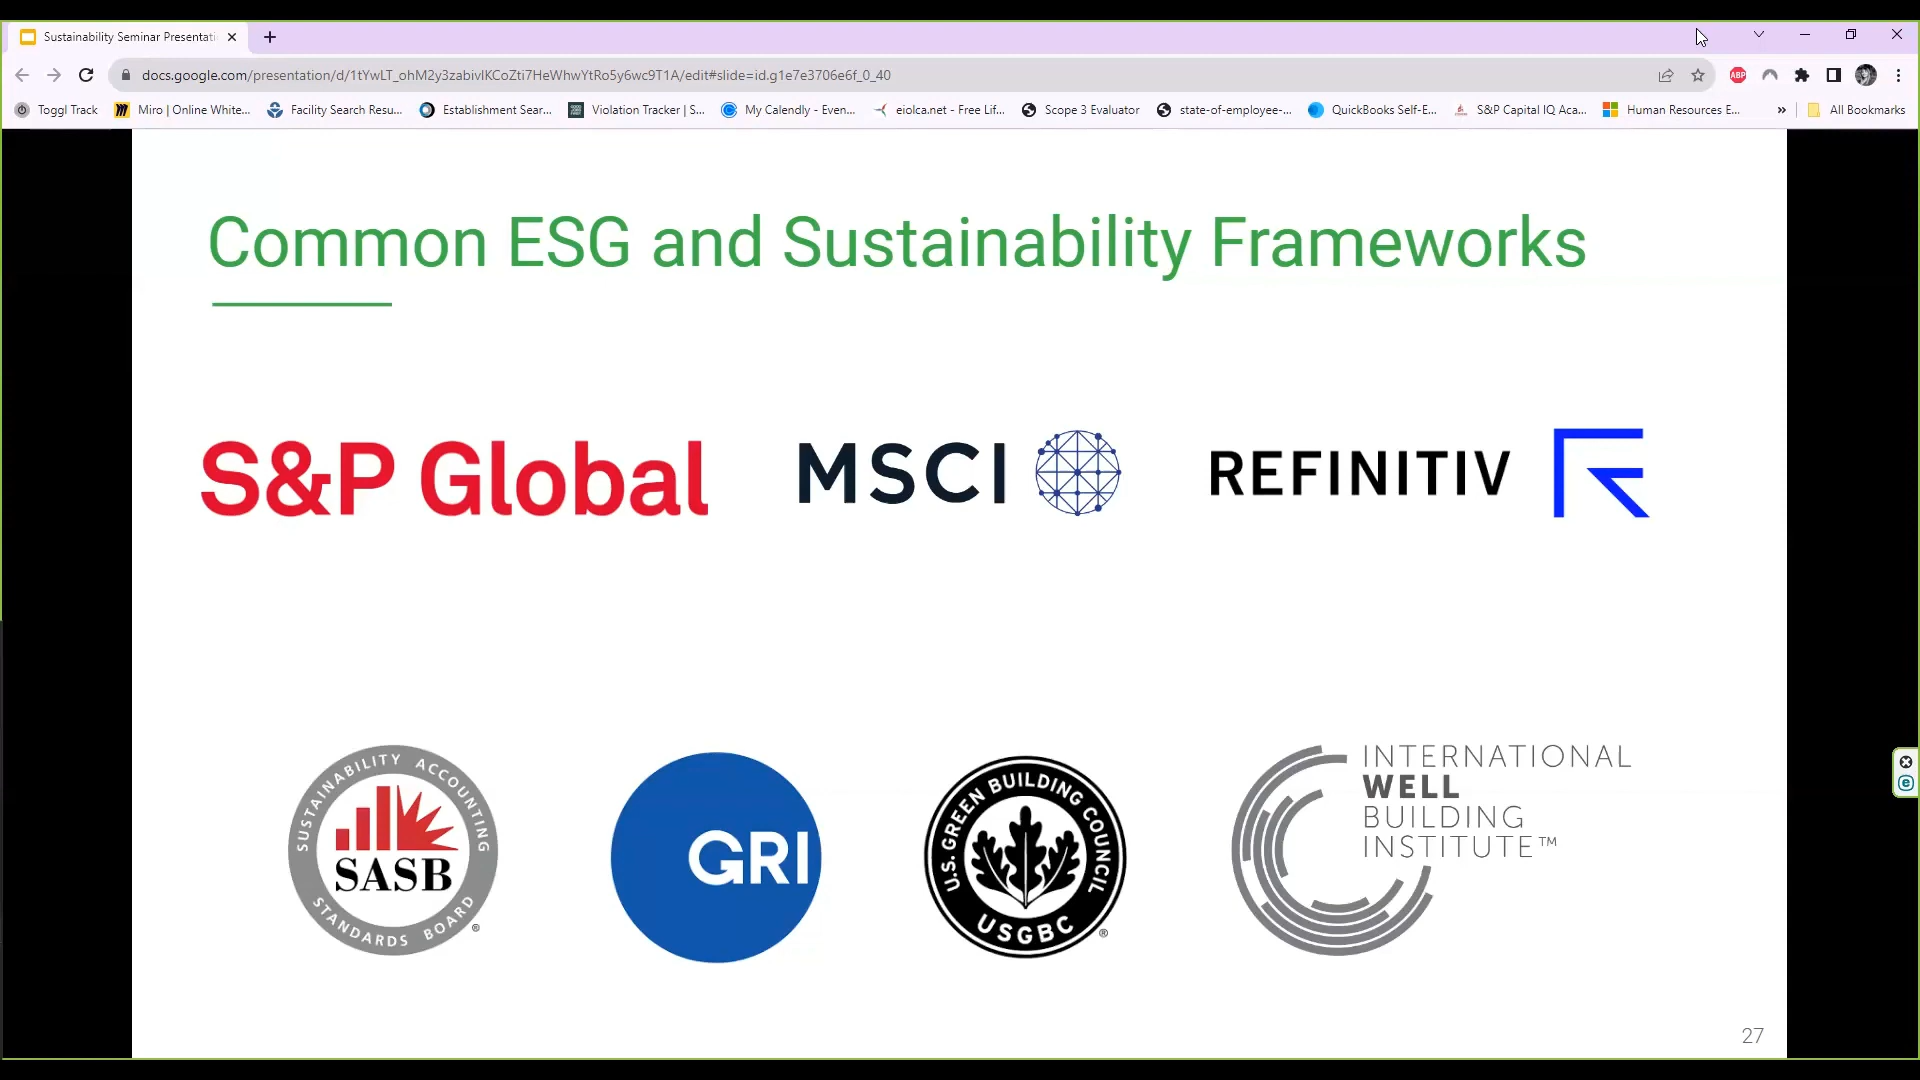 Sustainability Seminar Presentati
docs.google.com/presentation/d/1tYwLT_ohM2y3zabivIKCoZti7HeWhwYtRo5y6wc9T1A/edit#slide=id.g1e7e3706e6f_0_40
ABP
Toggl Track
Miro | Online White...
Facility Search Resu...
Establishment Sear...
Violation Tracker | S...
My Calendly - Even...
eiolca.net - Free Lif...
Scope 3 Evaluator
state-of-employee-...
QuickBooks Self-E...
S&P Capital IQ Aca...
Human Resources E...
»
All Bookmarks
Common ESG and Sustainability Frameworks
S&P Global
MSCI
REFINITIV
SUSTAINABILITY ACCOUNTING
SASB
STANDARDS BOARD
®
GRI
U.S. GREEN BUILDING COUNCIL
USGBC
®
INTERNATIONAL
WELL
BUILDING
INSTITUTE™
27